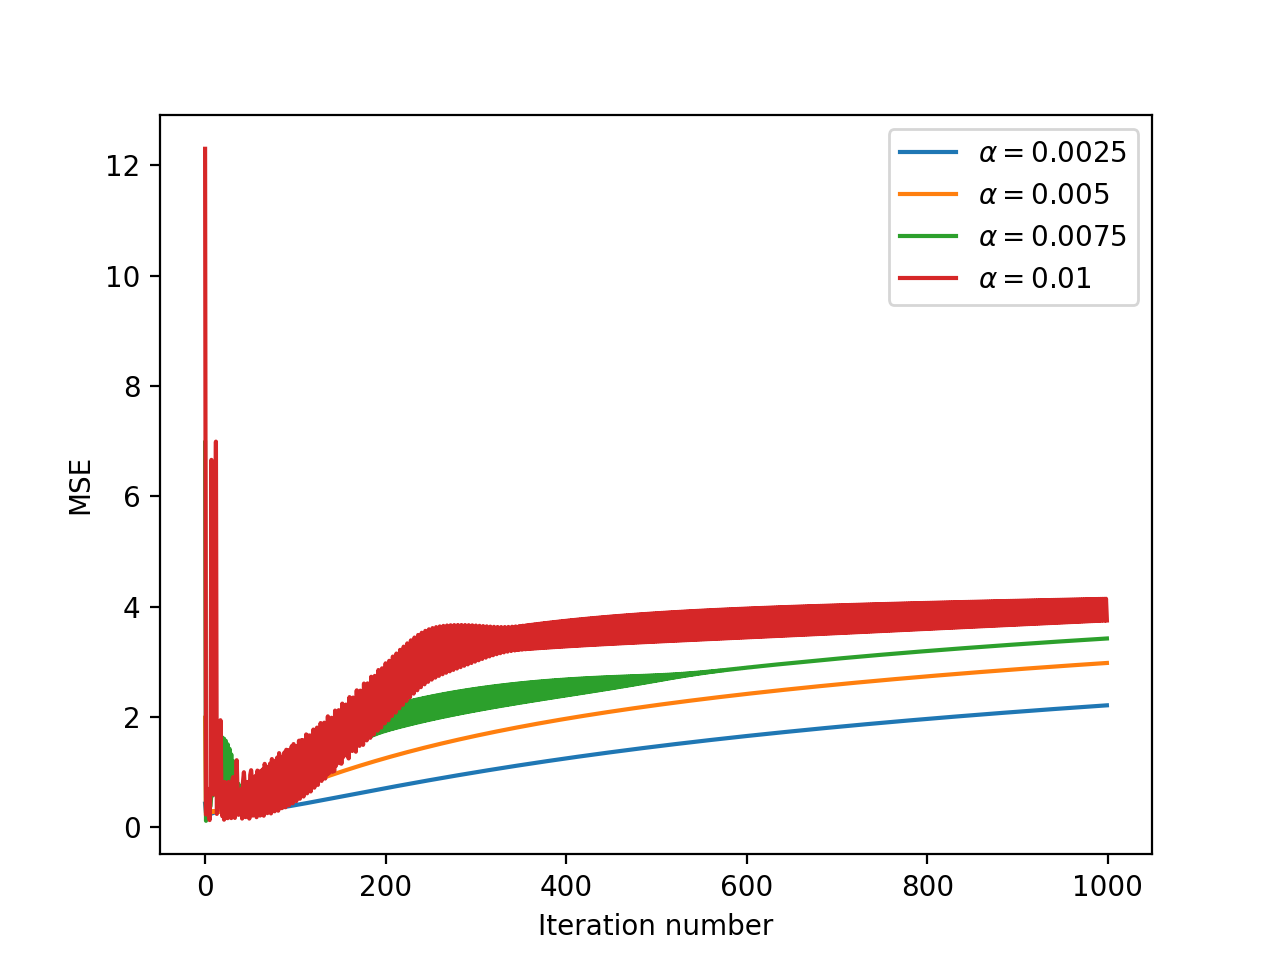 α = 0.0025
α = 0.005
α = 0.0075
α = 0.01
12
10
8
6
4
2
0
MSE
0 200 400 600 800 1000
Iteration number